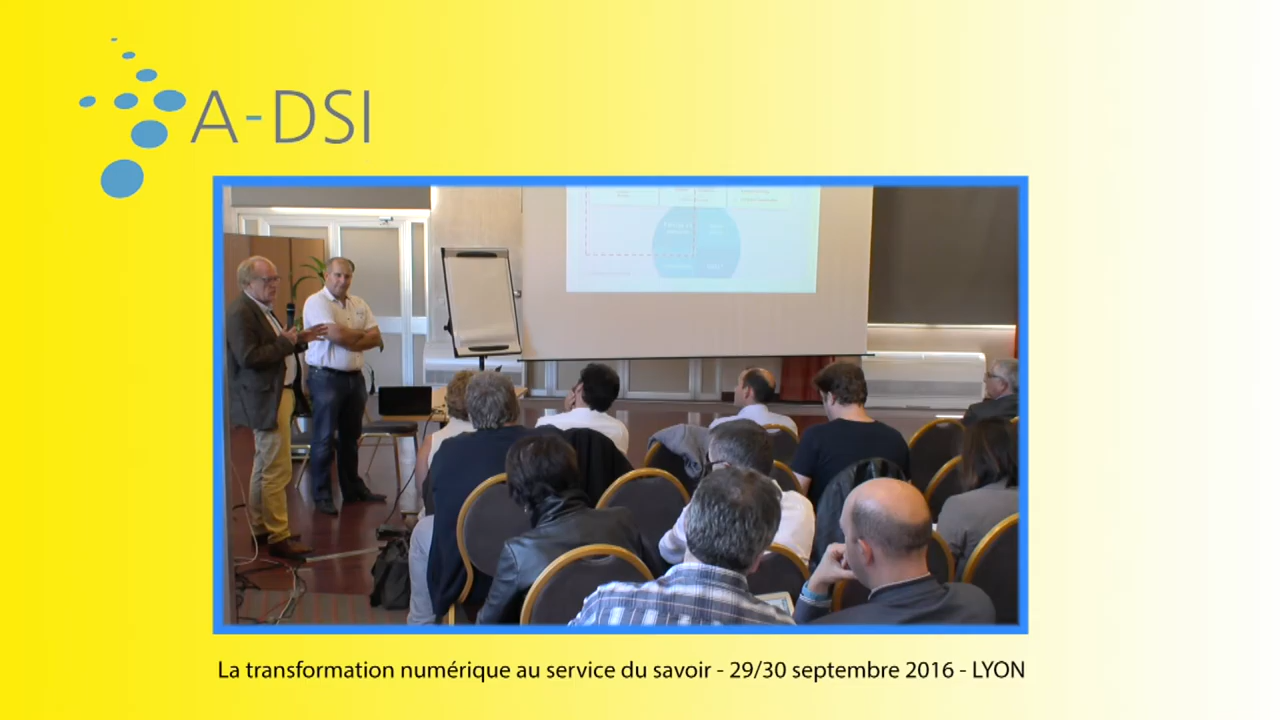 A-DSI
La transformation numérique au service du savoir - 29/30 septembre 2016 - LYON